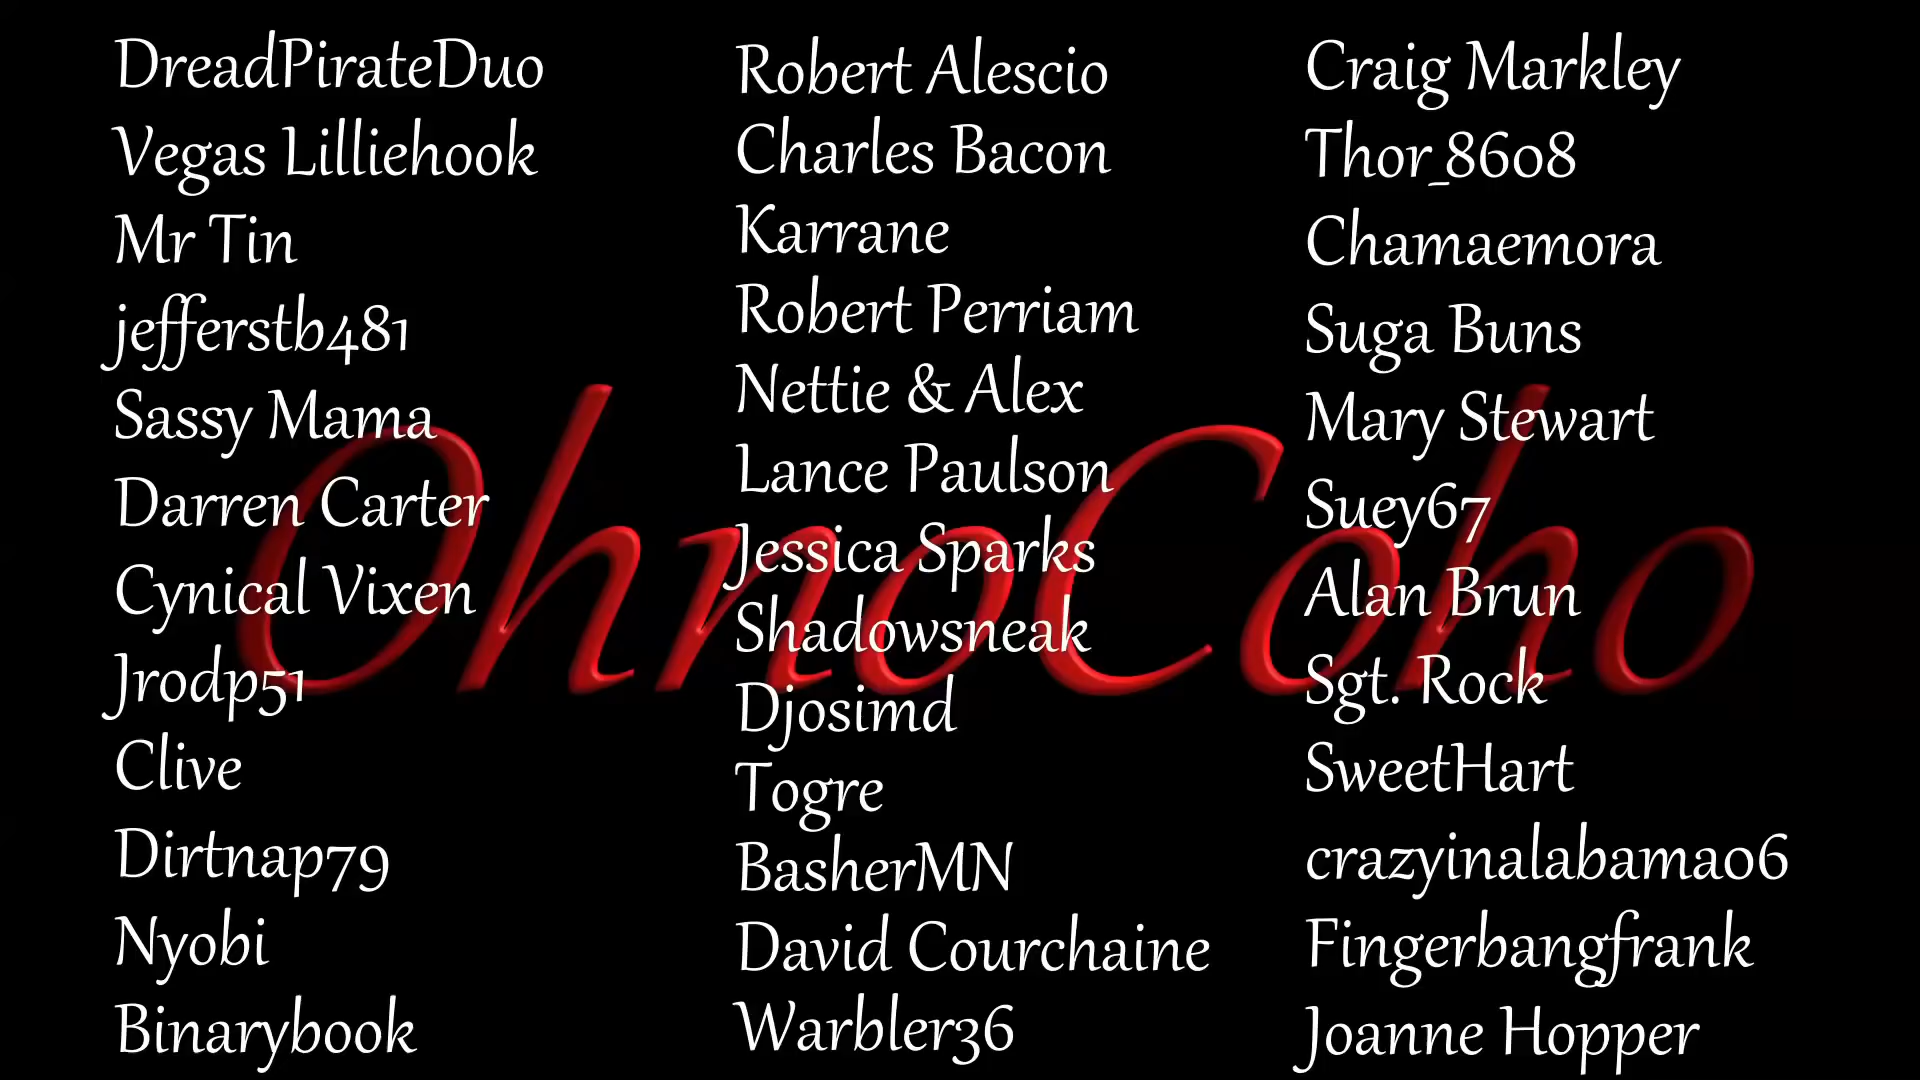 DreadPirateDuo
Vegas Lilliehook
Mr Tin
jefferstb481
Sassy Mama
Darren Carter
Cynical Vixen
Jrodp51
Clive
Dirtnap79
Nyobi
Binarybook
Robert Alescio
Charles Bacon
Karrane
Robert Perriam
Nettie & Alex
Lance Paulson
Jessica Sparks
Shadowsneak
Djosimd
Togre
BasherMN
David Courchaine
Warbler36
Craig Markley
Thor_8608
Chamaemora
Suga Buns
Mary Stewart
Suey67
Alan Brun
Sgt. Rock
SweetHart
crazyinalabama06
Fingerbangfrank
Joanne Hopper
OhnoCoho